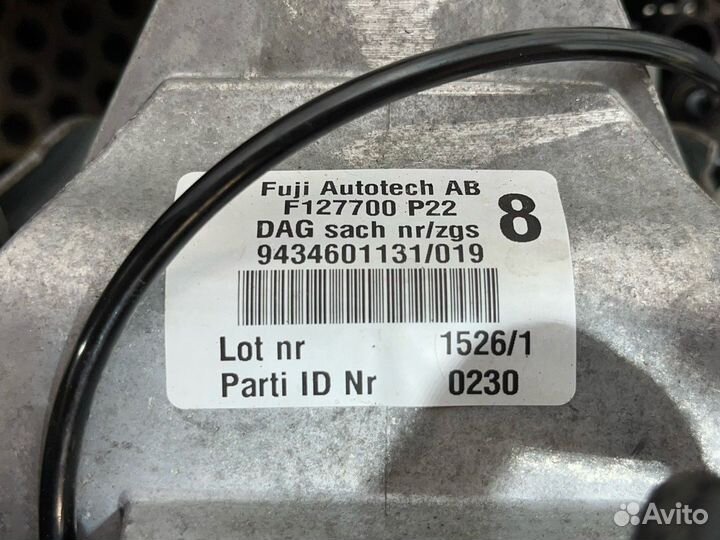 Fuji Autotech AB
F127700 P22
8
DAG sach nr/zgs
9434601131/019
Lot nr 1526/1
Parti ID Nr 0230
Avito